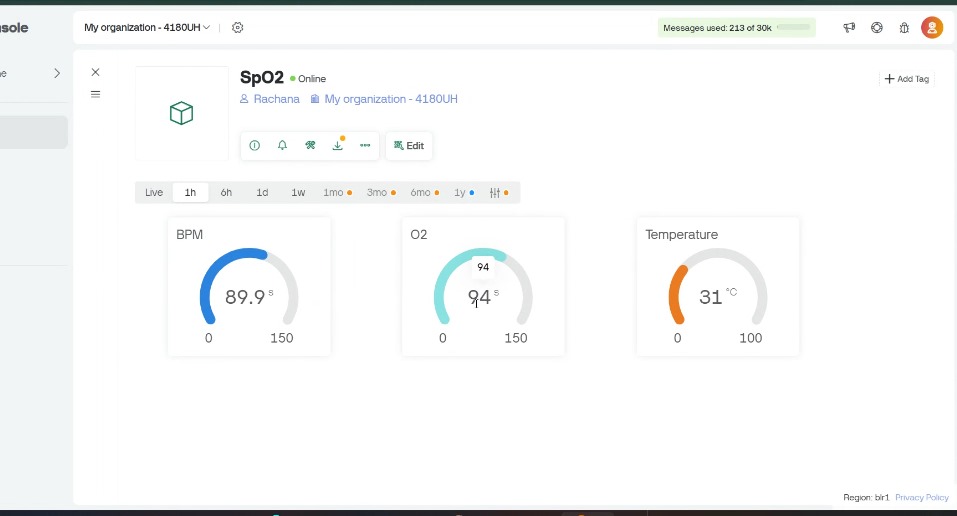 nsole
My organization - 4180UH
Messages used: 213 of 30k
ne
SpO2
Online
Add Tag
Rachana
My organization - 4180UH
Edit
Live 1h 6h 1d 1w 1mo 3mo 6mo 1y
BPM
89.9 s
0 150
O2
94
94 s
0 150
Temperature
31 °C
0 100
Region: blr1 Privacy Policy